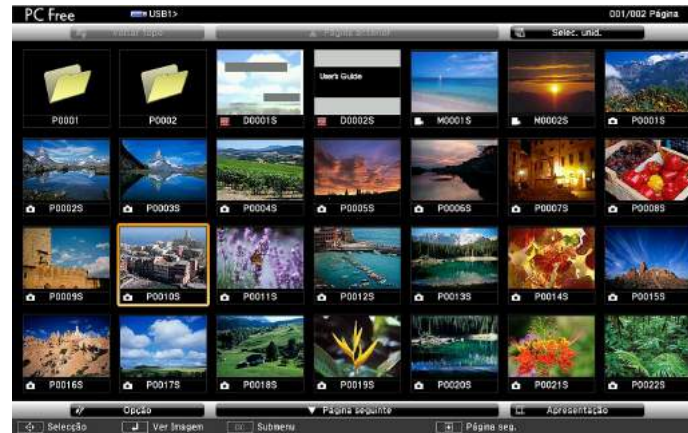 PC Free USB1> 001/002 Página
Voltar topo ▲ Página anterior Selec. unid.
P0001 P0002 D0001S D0002S M0001S M0002S P0001S
User's Guide
P0002S P0003S P0004S P0005S P0006S P0007S P0008S
P0009S P0010S P0011S P0012S P0013S P0014S P0015S
P0016S P0017S P0018S P0019S P0020S P0021S P0022S
Opção ▼ Página seguinte Apresentação
Selecção Ver Imagem ESC Submenu Página seg.